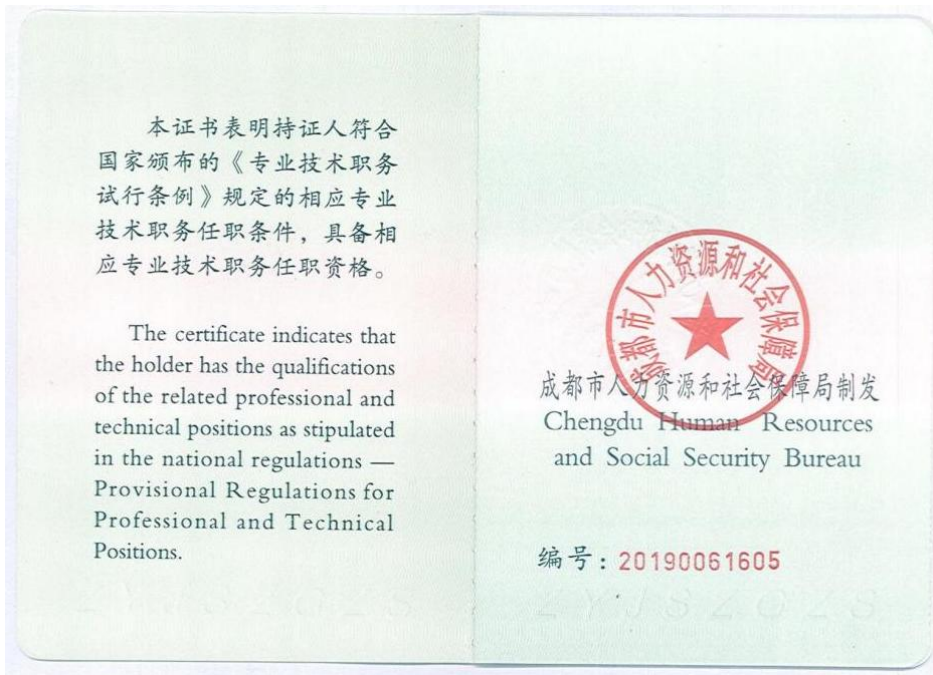 本证书表明持证人符合
国家颁布的《专业技术职务
试行条例》规定的相应专业
技术职务任职条件，具备相
应专业技术职务任职资格。
The certificate indicates that
the holder has the qualifications
of the related professional and
technical positions as stipulated
in the national regulations —
Provisional Regulations for
Professional and Technical
Positions.
成都市人力资源和社会保障局
成都市人力资源和社会保障局制发
Chengdu Human Resources
and Social Security Bureau
编号：20190061605